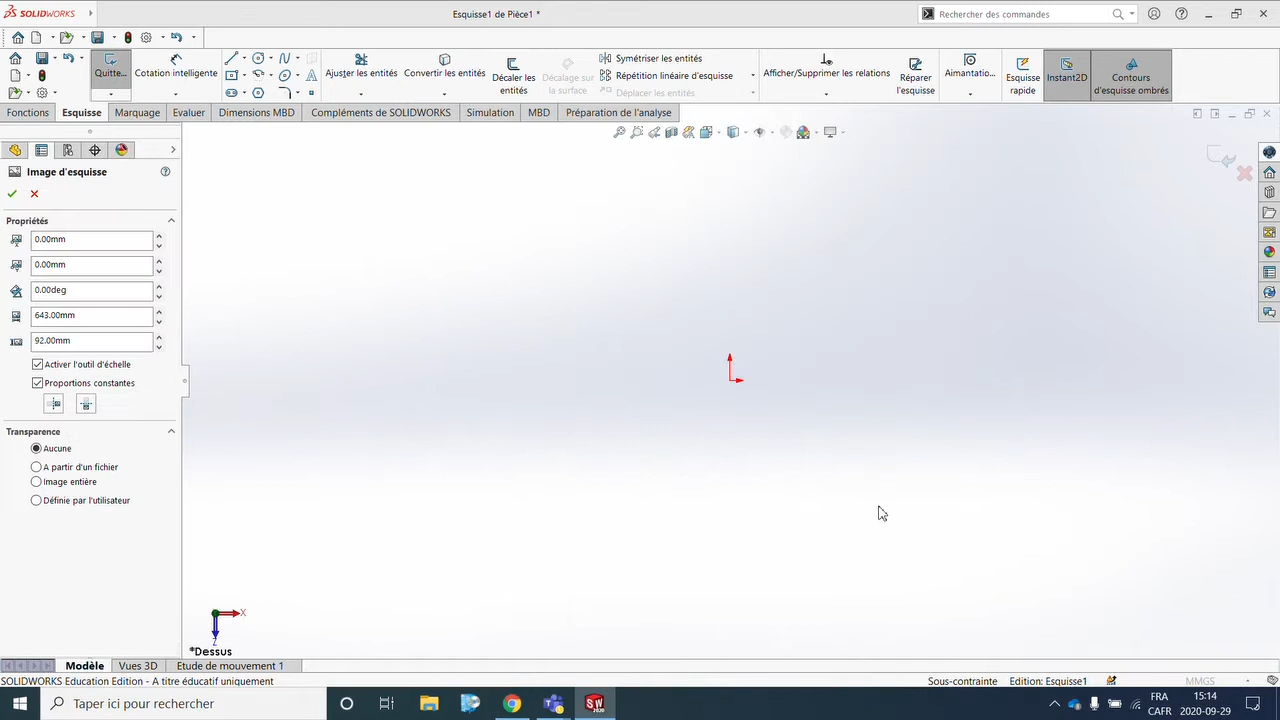 SOLIDWORKS
Esquisse1 de Pièce1 *
Rechercher des commandes
Quitte...
Cotation intelligente
Ajuster les entités
Convertir les entités
Décaler les entités
Décalage sur la surface
Symétriser les entités
Répétition linéaire d'esquisse
Déplacer les entités
Afficher/Supprimer les relations
Réparer l'esquisse
Aimantatio...
Esquisse rapide
Instant2D
Contours d'esquisse ombrés
Fonctions
Esquisse
Marquage
Evaluer
Dimensions MBD
Compléments de SOLIDWORKS
Simulation
MBD
Préparation de l'analyse
Image d'esquisse
Propriétés
0.00mm
0.00mm
0.00deg
643.00mm
92.00mm
Activer l'outil d'échelle
Proportions constantes
Transparence
Aucune
A partir d'un fichier
Image entière
Définie par l'utilisateur
X
Z
*Dessus
Modèle
Vues 3D
Etude de mouvement 1
SOLIDWORKS Education Edition - A titre éducatif uniquement
Sous-contrainte
Edition: Esquisse1
MMGS
Taper ici pour rechercher
SW
2020
FRA
CAFR
15:14
2020-09-29